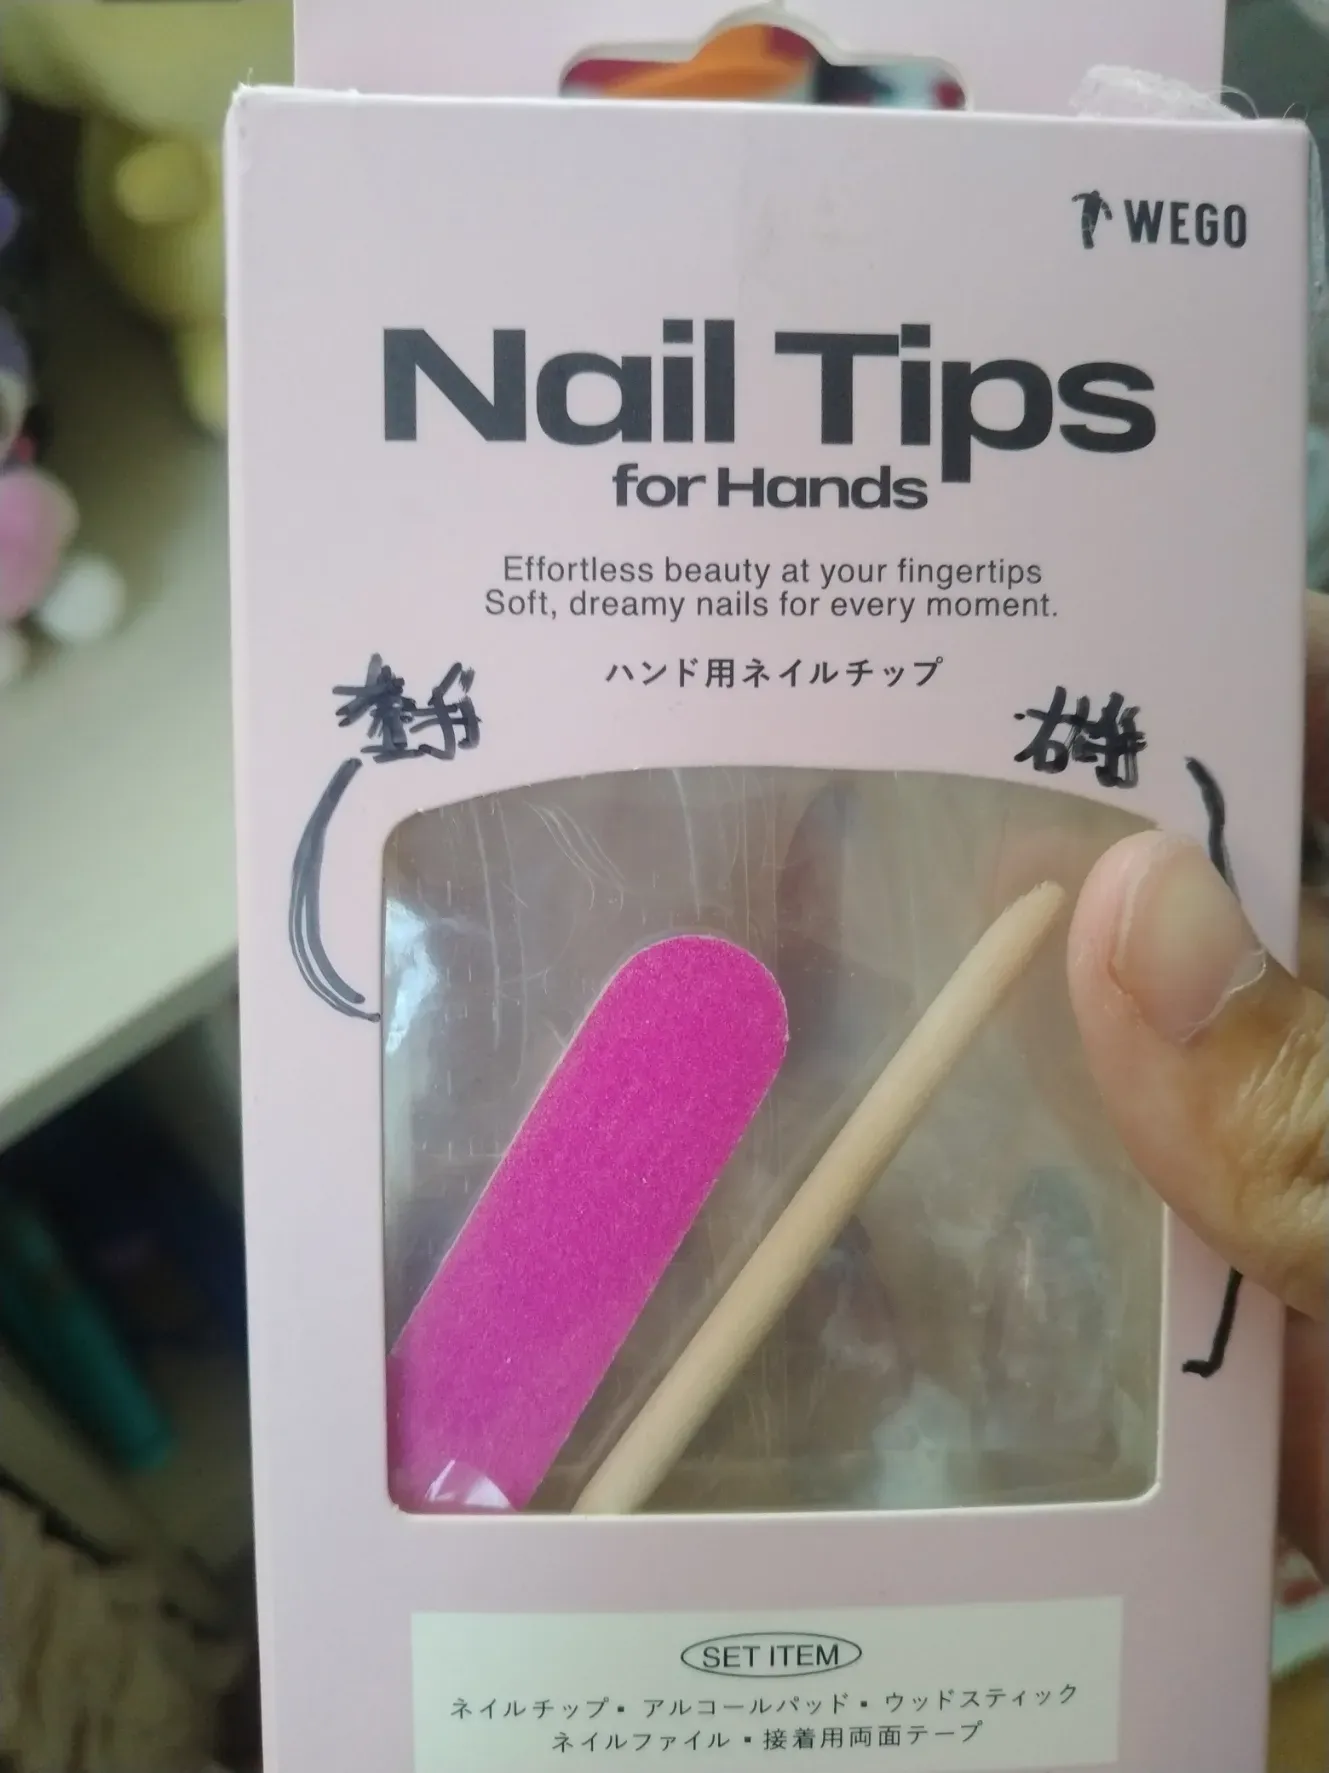 WEGO
Nail Tips
for Hands
Effortless beauty at your fingertips
Soft, dreamy nails for every moment.
ハンド用ネイルチップ
左手
右手
SET ITEM
ネイルチップ▪アルコールパッド▪ウッドスティック
ネイルファイル▪接着用両面テープ